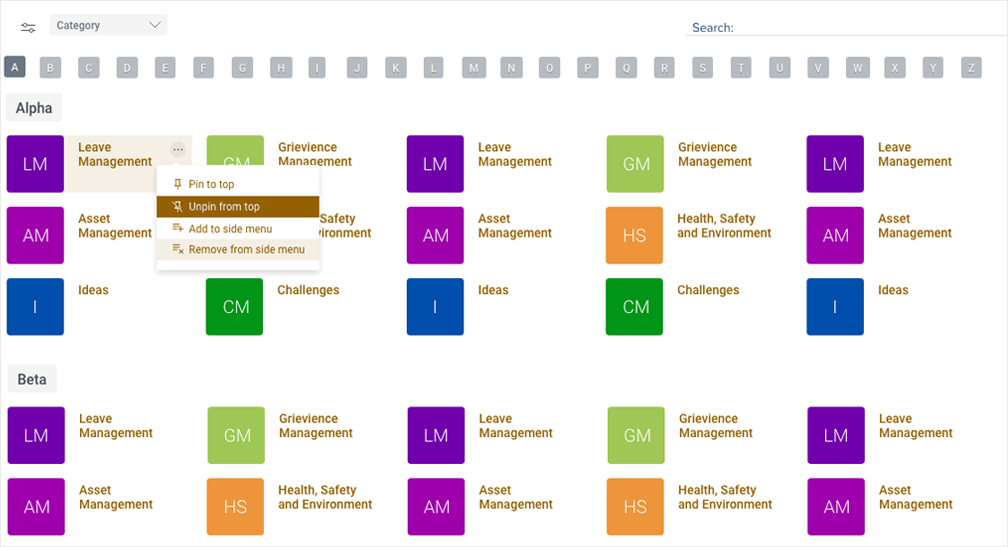 Category
Search:
A B C D E F G H I J K L M N O P Q R S T U V W X Y Z
Alpha
LM
Leave
Management
GM
Grievience
Management
LM
Leave
Management
GM
Grievience
Management
LM
Leave
Management
Pin to top
Unpin from top
Add to side menu
Remove from side menu
AM
Asset
Management
Safety
AM
Asset
Management
HS
Health, Safety
and Environment
AM
Asset
Management
I
Ideas
CM
Challenges
I
Ideas
CM
Challenges
I
Ideas
Beta
LM
Leave
Management
GM
Grievience
Management
LM
Leave
Management
GM
Grievience
Management
LM
Leave
Management
AM
Asset
Management
HS
Health, Safety
and Environment
AM
Asset
Management
HS
Health, Safety
and Environment
AM
Asset
Management